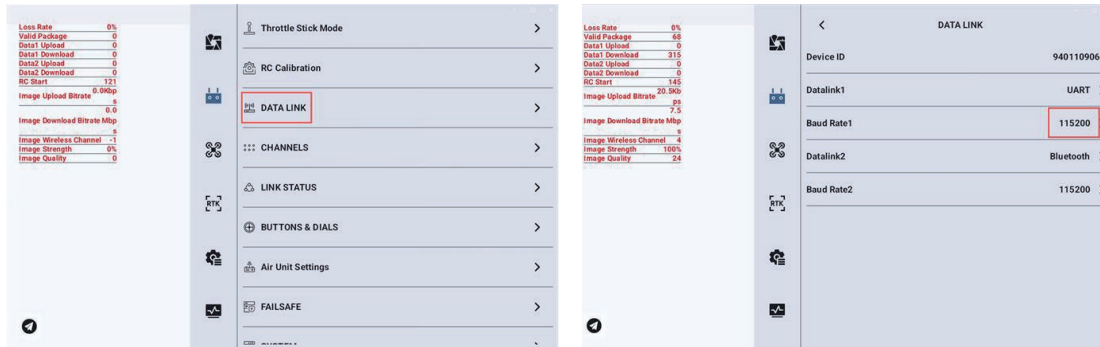 Loss Rate 0%
Valid Package 0
Data1 Upload 0
Data1 Download 0
Data2 Upload 0
Data2 Download 0
RC Start 121
Image Upload Bitrate 0.0Kbp
s
0.0
Image Download Bitrate Mbp
s
Image Wireless Channel -1
Image Strength 0%
Image Quality 0
RTK
Throttle Stick Mode
RC Calibration
DATA LINK
CHANNELS
LINK STATUS
BUTTONS & DIALS
Air Unit Settings
FAILSAFE
Loss Rate 0%
Valid Package 68
Data1 Upload 0
Data1 Download 315
Data2 Upload 0
Data2 Download 0
RC Start 145
Image Upload Bitrate 20.5Kb
ps
7.5
Image Download Bitrate Mbp
s
Image Wireless Channel 4
Image Strength 100%
Image Quality 24
RTK
DATA LINK
Device ID 940110906
Datalink1 UART
Baud Rate1 115200
Datalink2 Bluetooth
Baud Rate2 115200